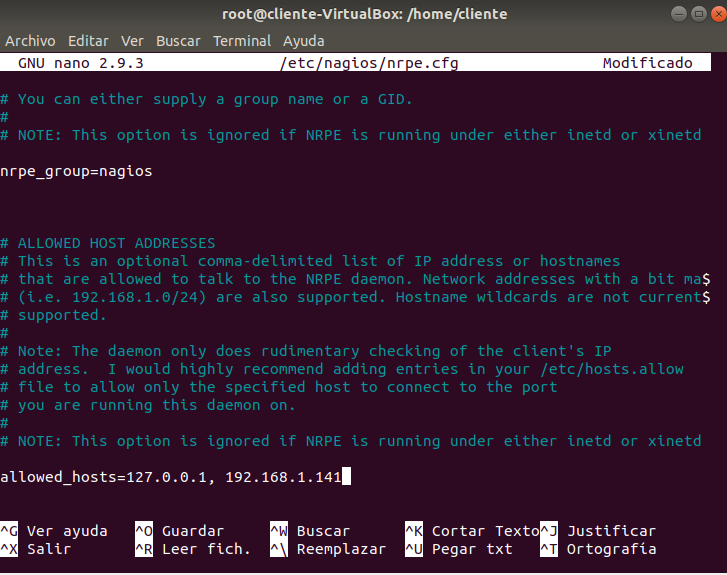 root@cliente-VirtualBox: /home/cliente
Archivo Editar Ver Buscar Terminal Ayuda
GNU nano 2.9.3 /etc/nagios/nrpe.cfg Modificado
# You can either supply a group name or a GID.
#
# NOTE: This option is ignored if NRPE is running under either inetd or xinetd
nrpe_group=nagios
# ALLOWED HOST ADDRESSES
# This is an optional comma-delimited list of IP address or hostnames
# that are allowed to talk to the NRPE daemon. Network addresses with a bit ma$
# (i.e. 192.168.1.0/24) are also supported. Hostname wildcards are not current$
# supported.
#
# Note: The daemon only does rudimentary checking of the client's IP
# address.  I would highly recommend adding entries in your /etc/hosts.allow
# file to allow only the specified host to connect to the port
# you are running this daemon on.
#
# NOTE: This option is ignored if NRPE is running under either inetd or xinetd
allowed_hosts=127.0.0.1, 192.168.1.141
^G Ver ayuda ^O Guardar ^W Buscar ^K Cortar Texto ^J Justificar
^X Salir ^R Leer fich. ^\ Reemplazar ^U Pegar txt ^T Ortografía